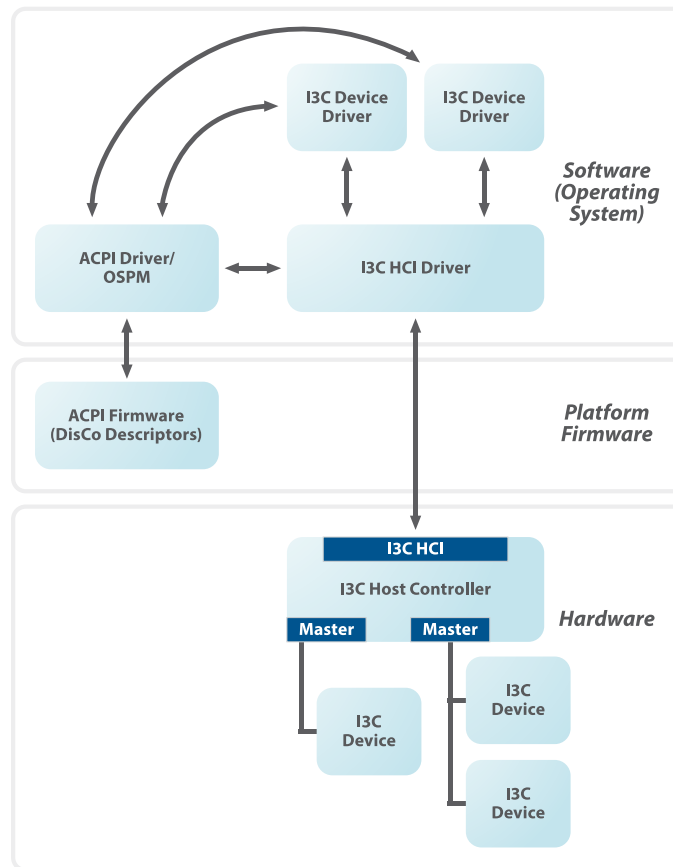 I3C Device
Driver
I3C Device
Driver
Software
(Operating
System)
ACPI Driver/
OSPM
I3C HCI Driver
ACPI Firmware
(DisCo Descriptors)
Platform
Firmware
I3C HCI
I3C Host Controller
Master
Master
Hardware
I3C
Device
I3C
Device
I3C
Device